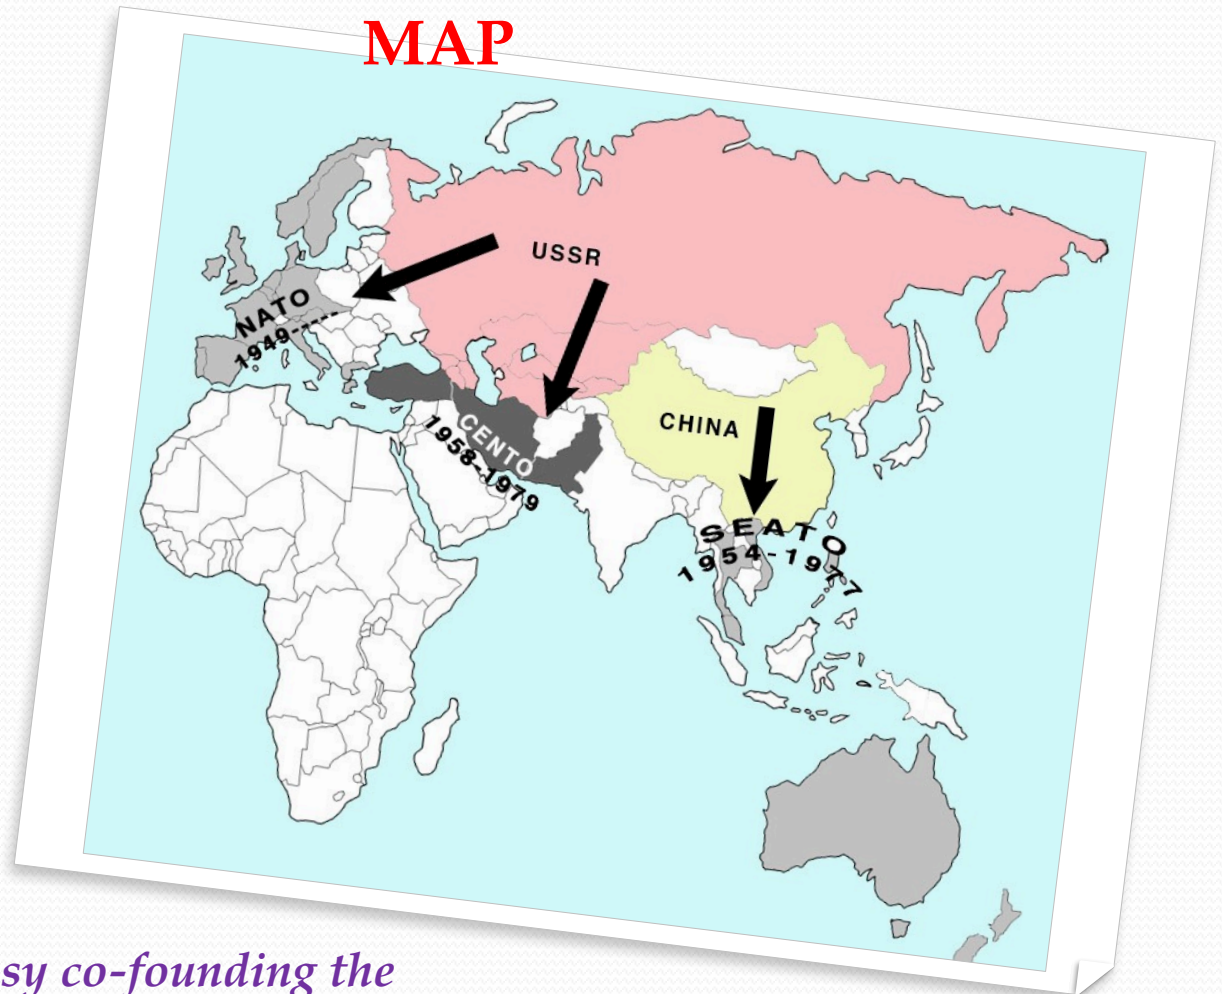 MAP
USSR
NATO
1949-----
CHINA
CENTO
1958-1979
SEATO
1954-1977
sy co-founding the